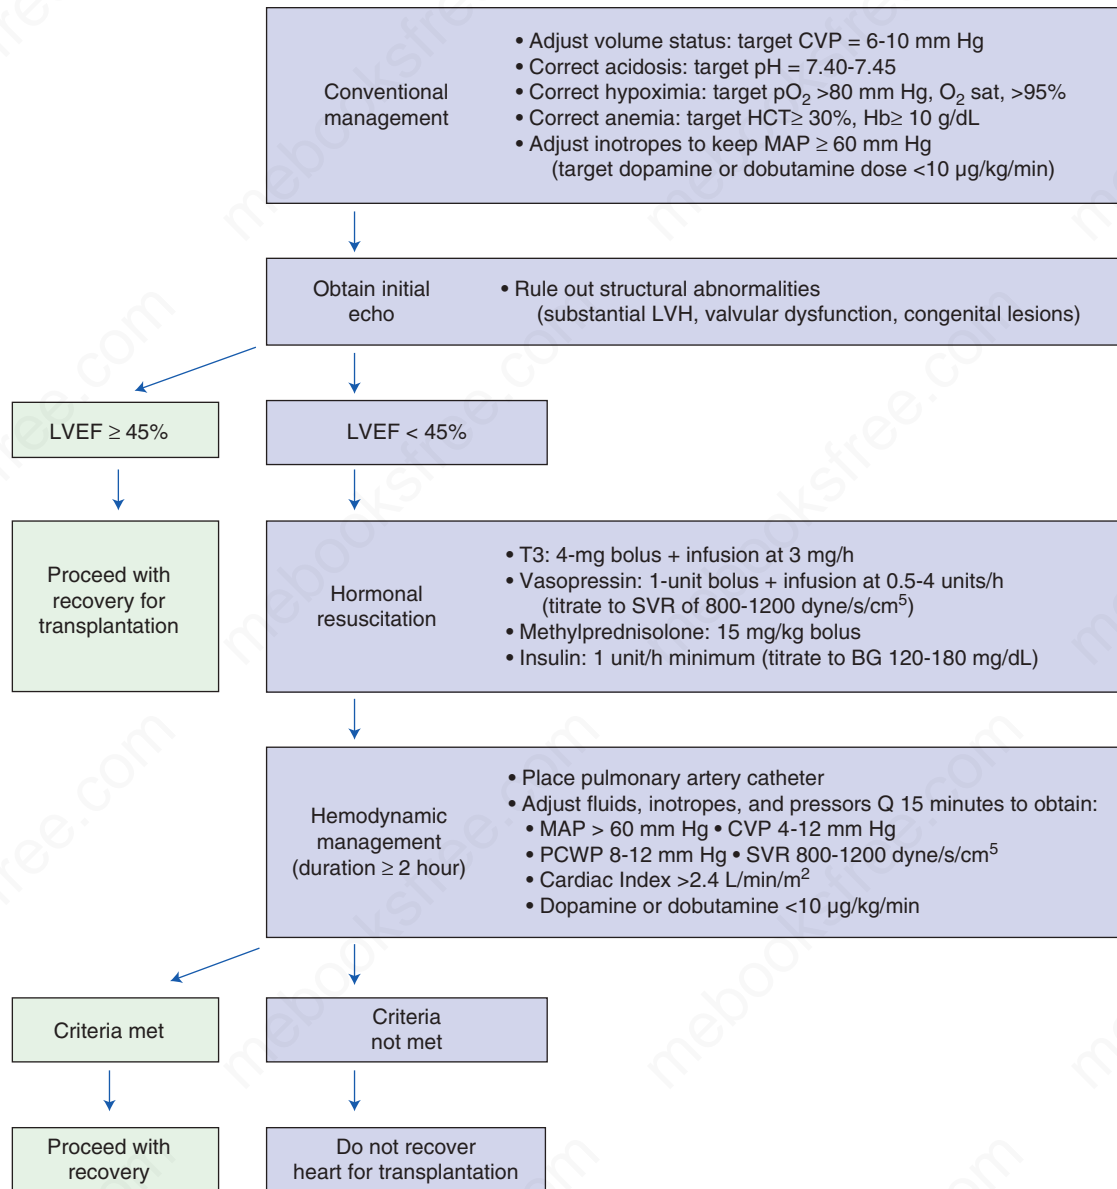 Conventional
management
• Adjust volume status: target CVP = 6-10 mm Hg
• Correct acidosis: target pH = 7.40-7.45
• Correct hypoximia: target pO2 >80 mm Hg, O2 sat, >95%
• Correct anemia: target HCT≥ 30%, Hb≥ 10 g/dL
• Adjust inotropes to keep MAP ≥ 60 mm Hg
(target dopamine or dobutamine dose <10 µg/kg/min)
Obtain initial
echo
• Rule out structural abnormalities
(substantial LVH, valvular dysfunction, congenital lesions)
LVEF ≥ 45%
LVEF < 45%
Proceed with
recovery for
transplantation
Hormonal
resuscitation
• T3: 4-mg bolus + infusion at 3 mg/h
• Vasopressin: 1-unit bolus + infusion at 0.5-4 units/h
(titrate to SVR of 800-1200 dyne/s/cm5)
• Methylprednisolone: 15 mg/kg bolus
• Insulin: 1 unit/h minimum (titrate to BG 120-180 mg/dL)
Hemodynamic
management
(duration ≥ 2 hour)
• Place pulmonary artery catheter
• Adjust fluids, inotropes, and pressors Q 15 minutes to obtain:
• MAP > 60 mm Hg • CVP 4-12 mm Hg
• PCWP 8-12 mm Hg • SVR 800-1200 dyne/s/cm5
• Cardiac Index >2.4 L/min/m2
• Dopamine or dobutamine <10 µg/kg/min
Criteria met
Criteria
not met
Proceed with
recovery
Do not recover
heart for transplantation
mebooksfree.com